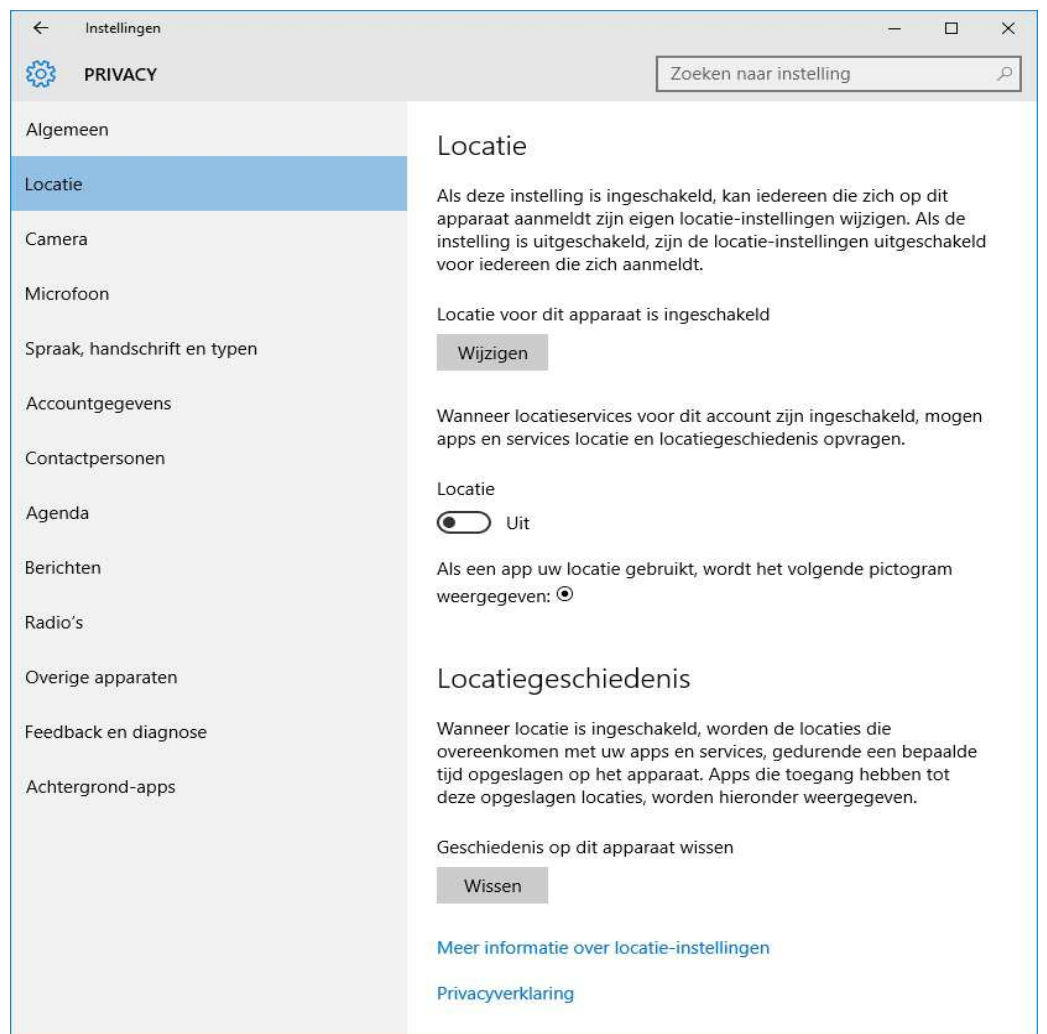 Instellingen
PRIVACY
Zoeken naar instelling
Algemeen
Locatie
Camera
Microfoon
Spraak, handschrift en typen
Accountgegevens
Contactpersonen
Agenda
Berichten
Radio's
Overige apparaten
Feedback en diagnose
Achtergrond-apps
Locatie
Als deze instelling is ingeschakeld, kan iedereen die zich op dit
apparaat aanmeldt zijn eigen locatie-instellingen wijzigen. Als de
instelling is uitgeschakeld, zijn de locatie-instellingen uitgeschakeld
voor iedereen die zich aanmeldt.
Locatie voor dit apparaat is ingeschakeld
Wijzigen
Wanneer locatieservices voor dit account zijn ingeschakeld, mogen
apps en services locatie en locatiegeschiedenis opvragen.
Locatie
Uit
Als een app uw locatie gebruikt, wordt het volgende pictogram
weergegeven:
Locatiegeschiedenis
Wanneer locatie is ingeschakeld, worden de locaties die
overeenkomen met uw apps en services, gedurende een bepaalde
tijd opgeslagen op het apparaat. Apps die toegang hebben tot
deze opgeslagen locaties, worden hieronder weergegeven.
Geschiedenis op dit apparaat wissen
Wissen
Meer informatie over locatie-instellingen
Privacyverklaring